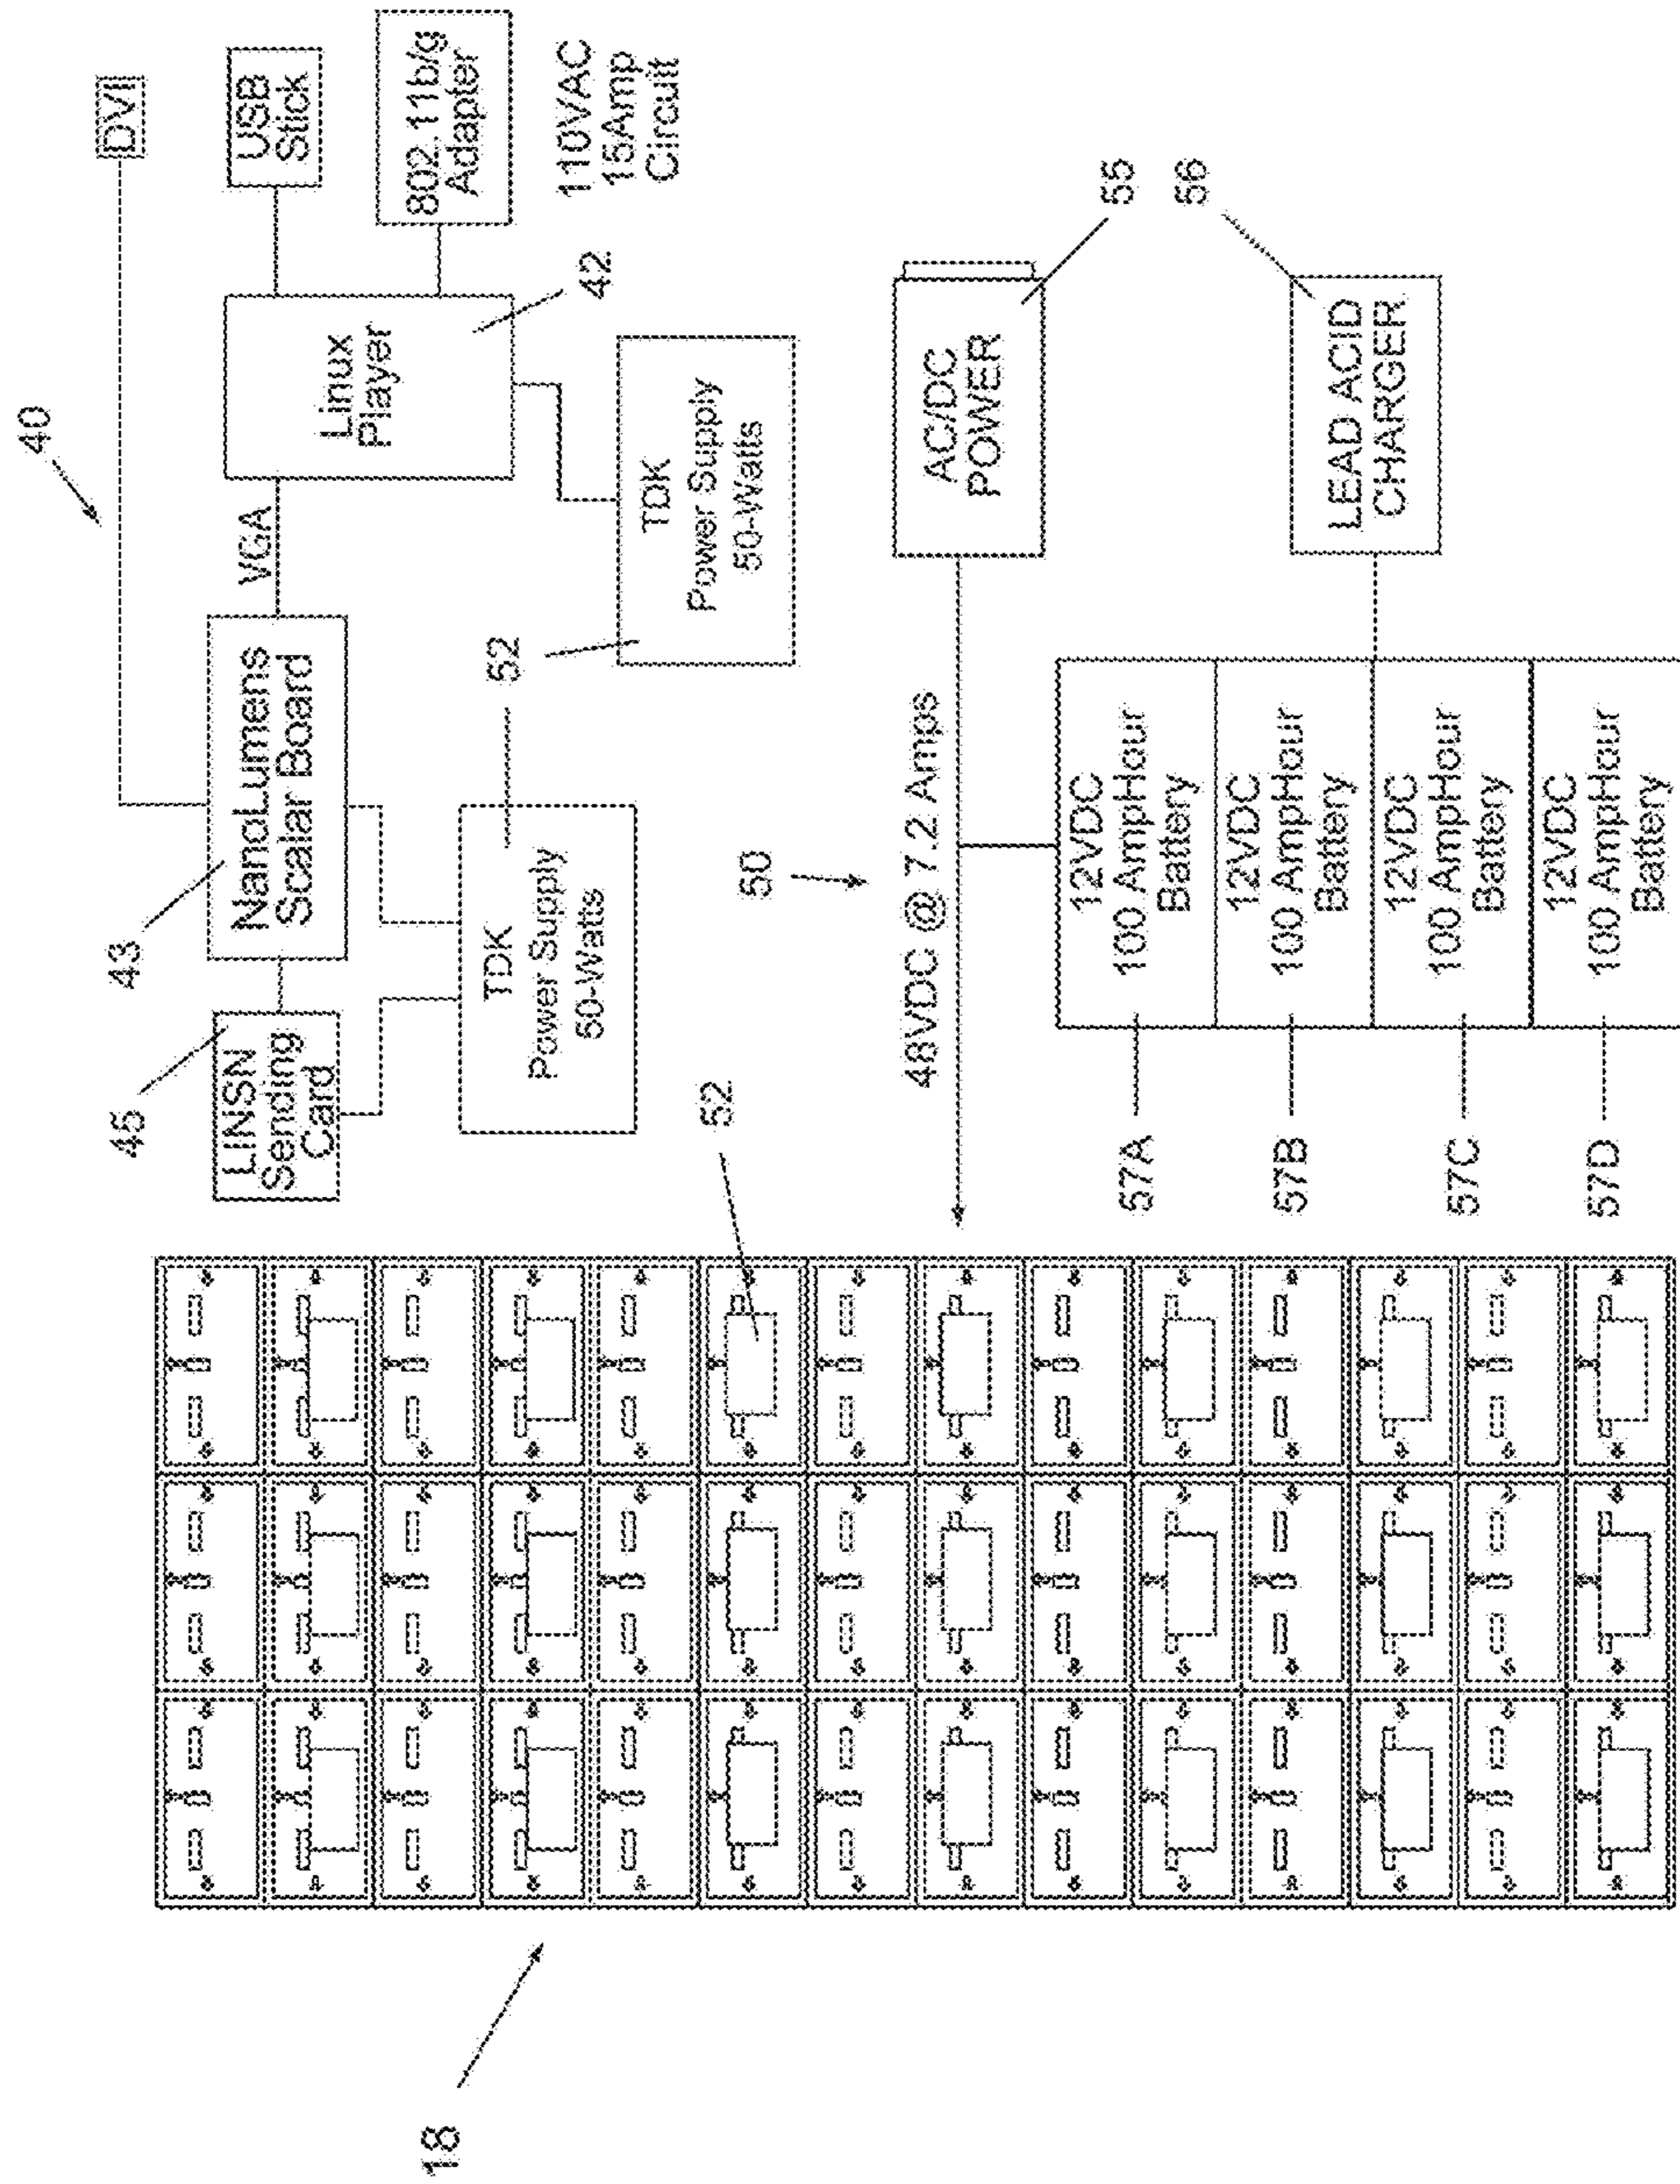 40
DVI
USB
Stick
802.11b/g
Adapter
110VAC
15Amp
Circuit
Linux
Player
42
VGA
NanoLumens
Scalar Board
43
LINSN
Sending
Card
45
TDK
Power Supply
50-Watts
52
TDK
Power Supply
50-Watts
52
18
50
48VDC @ 7.2 Amps
AC/DC
POWER
55
LEAD ACID
CHARGER
56
12VDC
100 AmpHour
Battery
57A
12VDC
100 AmpHour
Battery
57B
12VDC
100 AmpHour
Battery
57C
12VDC
100 AmpHour
Battery
57D